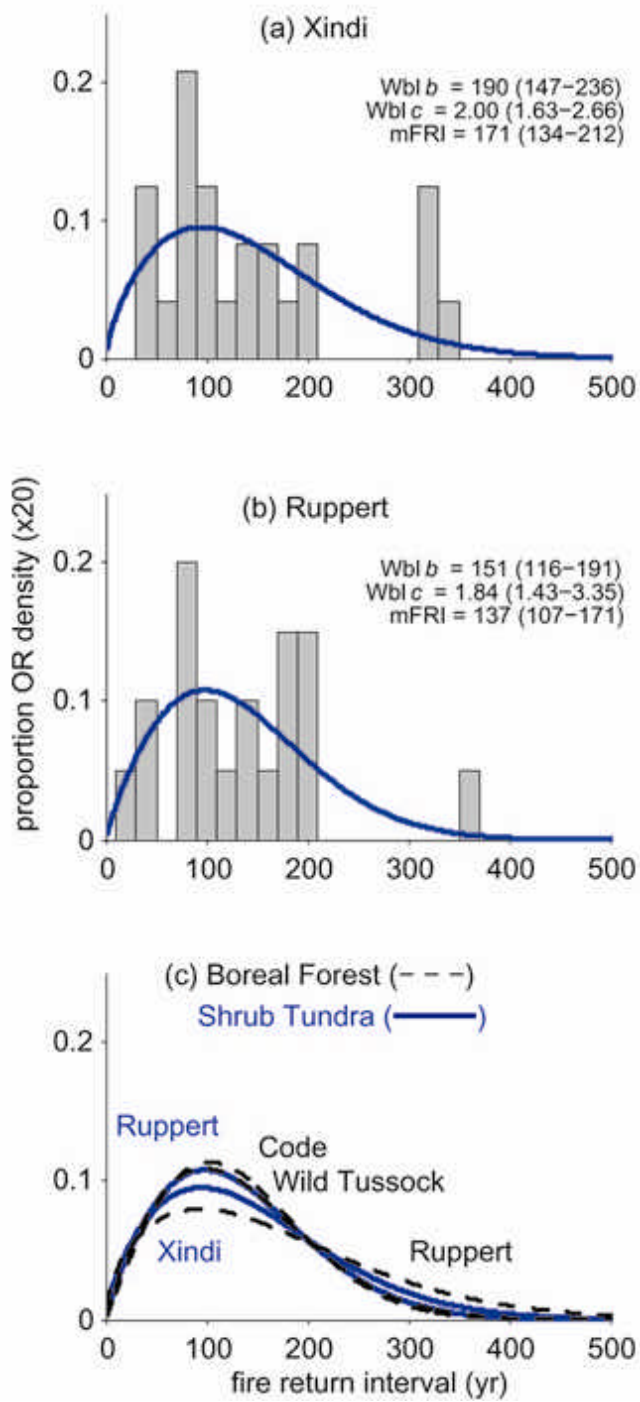 (a) Xindi
Wbl b = 190 (147−236)
Wbl c = 2.00 (1.63−2.66)
mFRI = 171 (134−212)
0.2
0.1
0
0 100 200 300 400 500
(b) Ruppert
Wbl b = 151 (116−191)
Wbl c = 1.84 (1.43−3.35)
mFRI = 137 (107−171)
0.2
0.1
0
0 100 200 300 400 500
proportion OR density (x20)
(c) Boreal Forest (− − −)
Shrub Tundra (——)
0.2
Ruppert
Code
Wild Tussock
0.1
Xindi
Ruppert
0
0 100 200 300 400 500
fire return interval (yr)